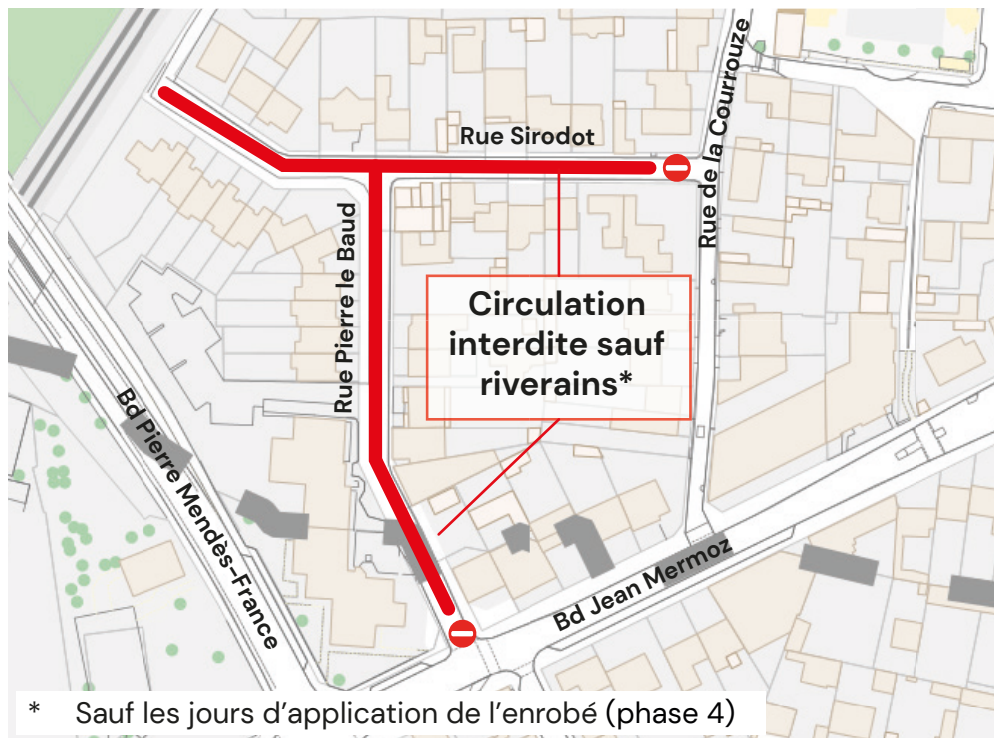 Rue Sirodot
Rue de la Courrouze
Rue Pierre le Baud
Circulation
interdite sauf
riverains*
Bd Pierre Mendès-France
Bd Jean Mermoz
* Sauf les jours d’application de l’enrobé (phase 4)